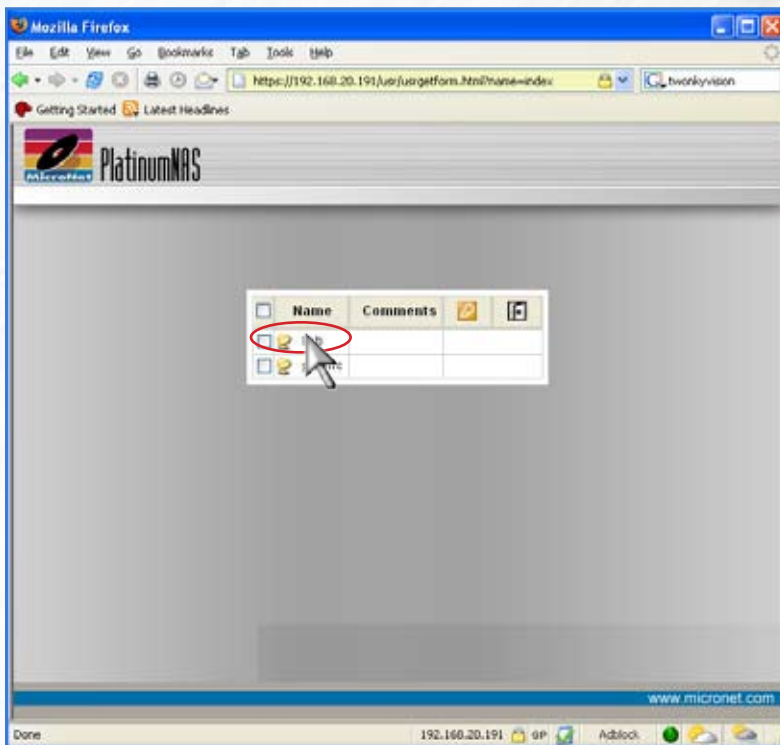 Mozilla Firefox
File Edit View Go Bookmarks Tab Tools Help
https://192.168.20.191/usr/usrgetform.html?name=index twonkyvision
Getting Started Latest Headlines
MicroNet PlatinumNAS
Name Comments
www.micronet.com
Done 192.168.20.191 GP Adblock